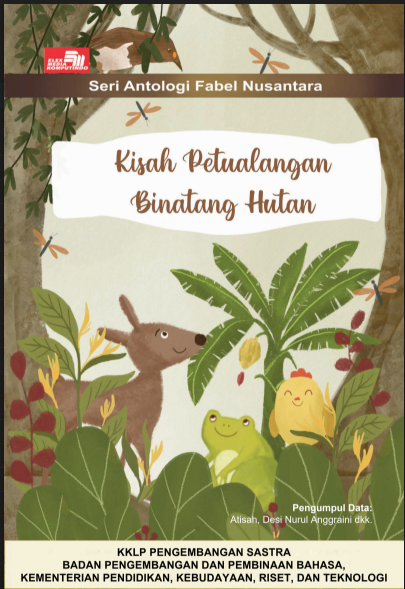 ELEX
MEDIA
KOMPUTINDO
Seri Antologi Fabel Nusantara
Kisah Petualangan
Binatang Hutan
Pengumpul Data:
Atisah, Desi Nurul Anggraini dkk.
KKLP PENGEMBANGAN SASTRA
BADAN PENGEMBANGAN DAN PEMBINAAN BAHASA,
KEMENTERIAN PENDIDIKAN, KEBUDAYAAN, RISET, DAN TEKNOLOGI